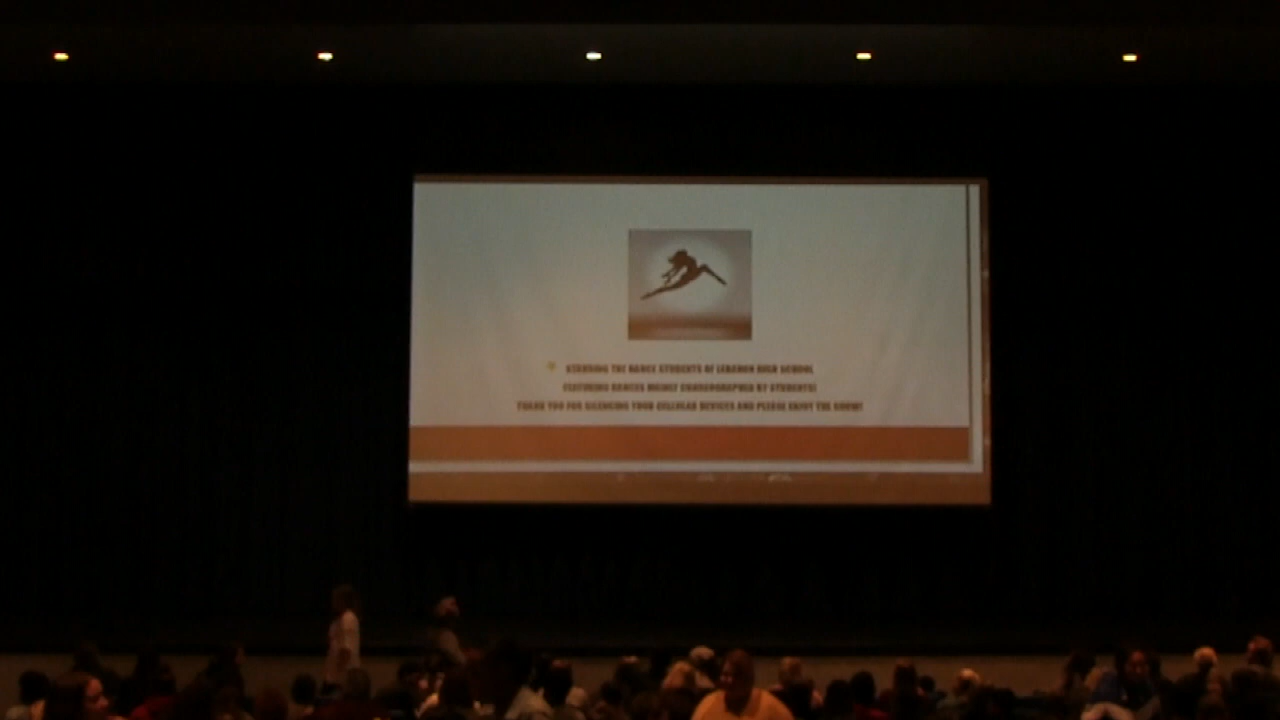 STARRING THE DANCE STUDENTS OF LEBANON HIGH SCHOOL
FEATURING DANCES CHOREOGRAPHED BY STUDENTS!
THANK YOU FOR SILENCING YOUR CELLULAR DEVICES AND PLEASE ENJOY THE SHOW!